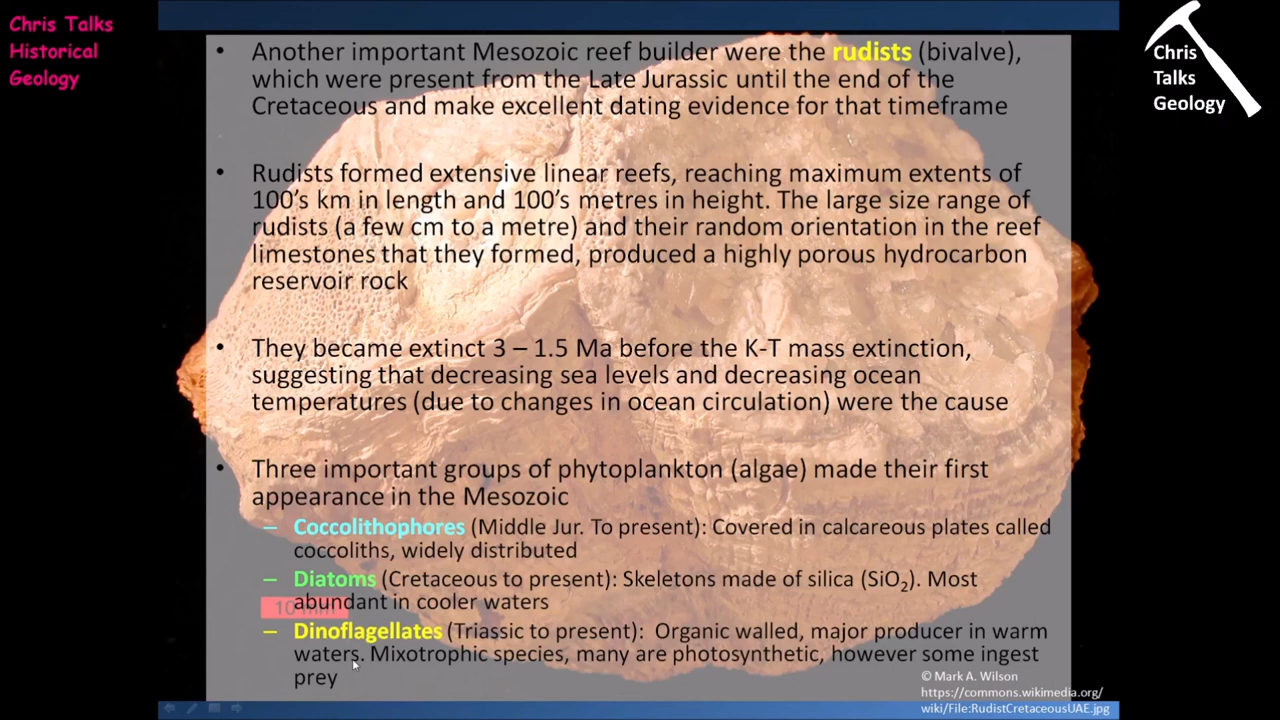 Chris Talks
Historical
Geology
Chris
Talks
Geology
• Another important Mesozoic reef builder were the rudists (bivalve),
which were present from the Late Jurassic until the end of the
Cretaceous and make excellent dating evidence for that timeframe
• Rudists formed extensive linear reefs, reaching maximum extents of
100's km in length and 100's metres in height. The large size range of
rudists (a few cm to a metre) and their random orientation in the reef
limestones that they formed, produced a highly porous hydrocarbon
reservoir rock
• They became extinct 3 – 1.5 Ma before the K-T mass extinction,
suggesting that decreasing sea levels and decreasing ocean
temperatures (due to changes in ocean circulation) were the cause
• Three important groups of phytoplankton (algae) made their first
appearance in the Mesozoic
– Coccolithophores (Middle Jur. To present): Covered in calcareous plates called
coccoliths, widely distributed
– Diatoms (Cretaceous to present): Skeletons made of silica (SiO₂). Most
abundant in cooler waters
10 mm
– Dinoflagellates (Triassic to present): Organic walled, major producer in warm
waters. Mixotrophic species, many are photosynthetic, however some ingest
prey
© Mark A. Wilson
https://commons.wikimedia.org/
wiki/File:RudistCretaceousUAE.jpg